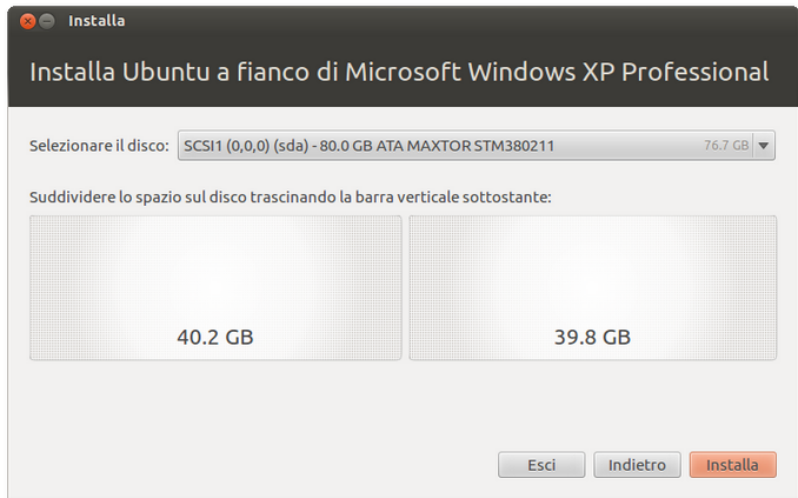 Installa
Installa Ubuntu a fianco di Microsoft Windows XP Professional
Selezionare il disco: SCSI1 (0,0,0) (sda) - 80.0 GB ATA MAXTOR STM380211 76.7 GB
Suddividere lo spazio sul disco trascinando la barra verticale sottostante:
40.2 GB 39.8 GB
Esci Indietro Installa